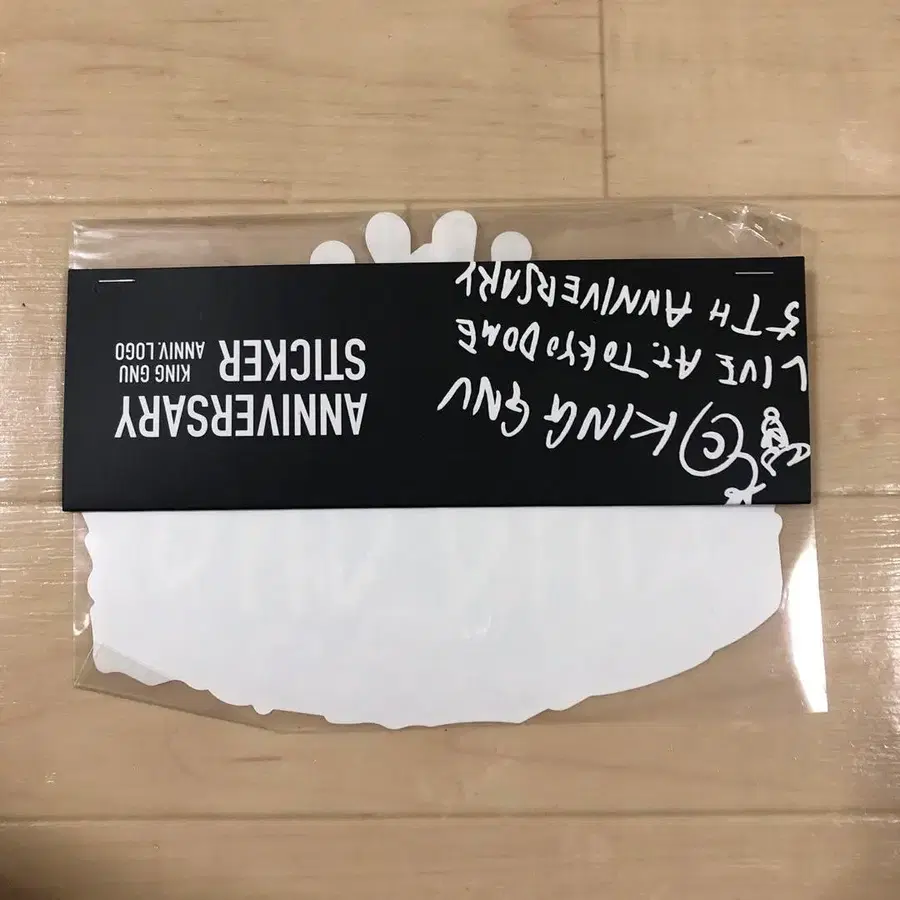 © KING GNU
LIVE AT. TOKYO DOME
5TH ANNIVERSARY
ANNIVERSARY
STICKER
KING GNU
ANNIV. LOGO